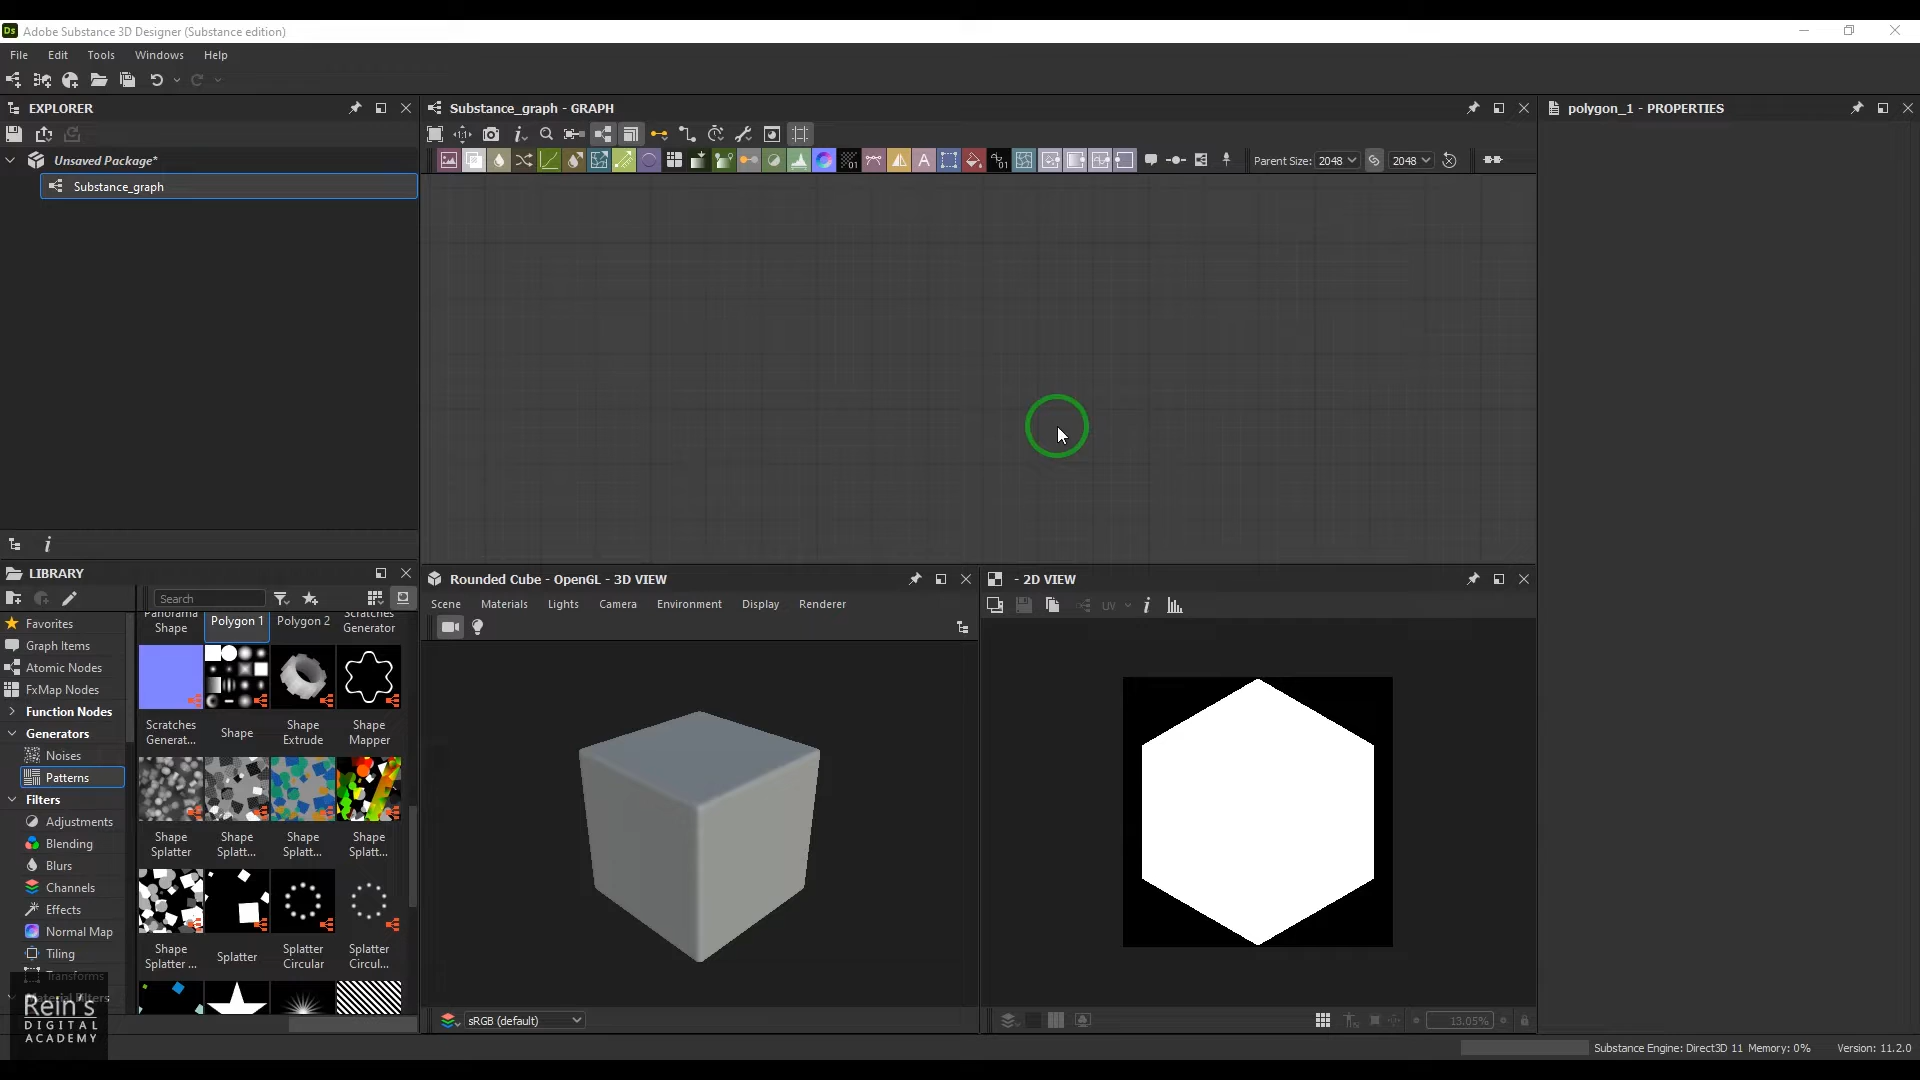 Adobe Substance 3D Designer (Substance edition)
File Edit Tools Windows Help
EXPLORER
Substance_graph - GRAPH
polygon_1 - PROPERTIES
Unsaved Package*
Substance_graph
Parent Size: 2048 2048
LIBRARY
Search
Favorites
Graph Items
Atomic Nodes
FxMap Nodes
Function Nodes
Generators
Noises
Patterns
Filters
Adjustments
Blending
Blurs
Channels
Effects
Normal Map
Tiling
Transforms
Material Filters
Panorama Shape
Polygon 1
Polygon 2
Scratches Generator
Scratches Generat...
Shape
Shape Extrude
Shape Mapper
Shape Splatter
Shape Splatt...
Shape Splatt...
Shape Splatt...
Shape Splatter ...
Splatter
Splatter Circular
Splatter Circul...
Rein's
DIGITAL
ACADEMY
Rounded Cube - OpenGL - 3D VIEW
Scene Materials Lights Camera Environment Display Renderer
sRGB (default)
- 2D VIEW
UV
13.05%
Substance Engine: Direct3D 11 Memory: 0% Version: 11.2.0